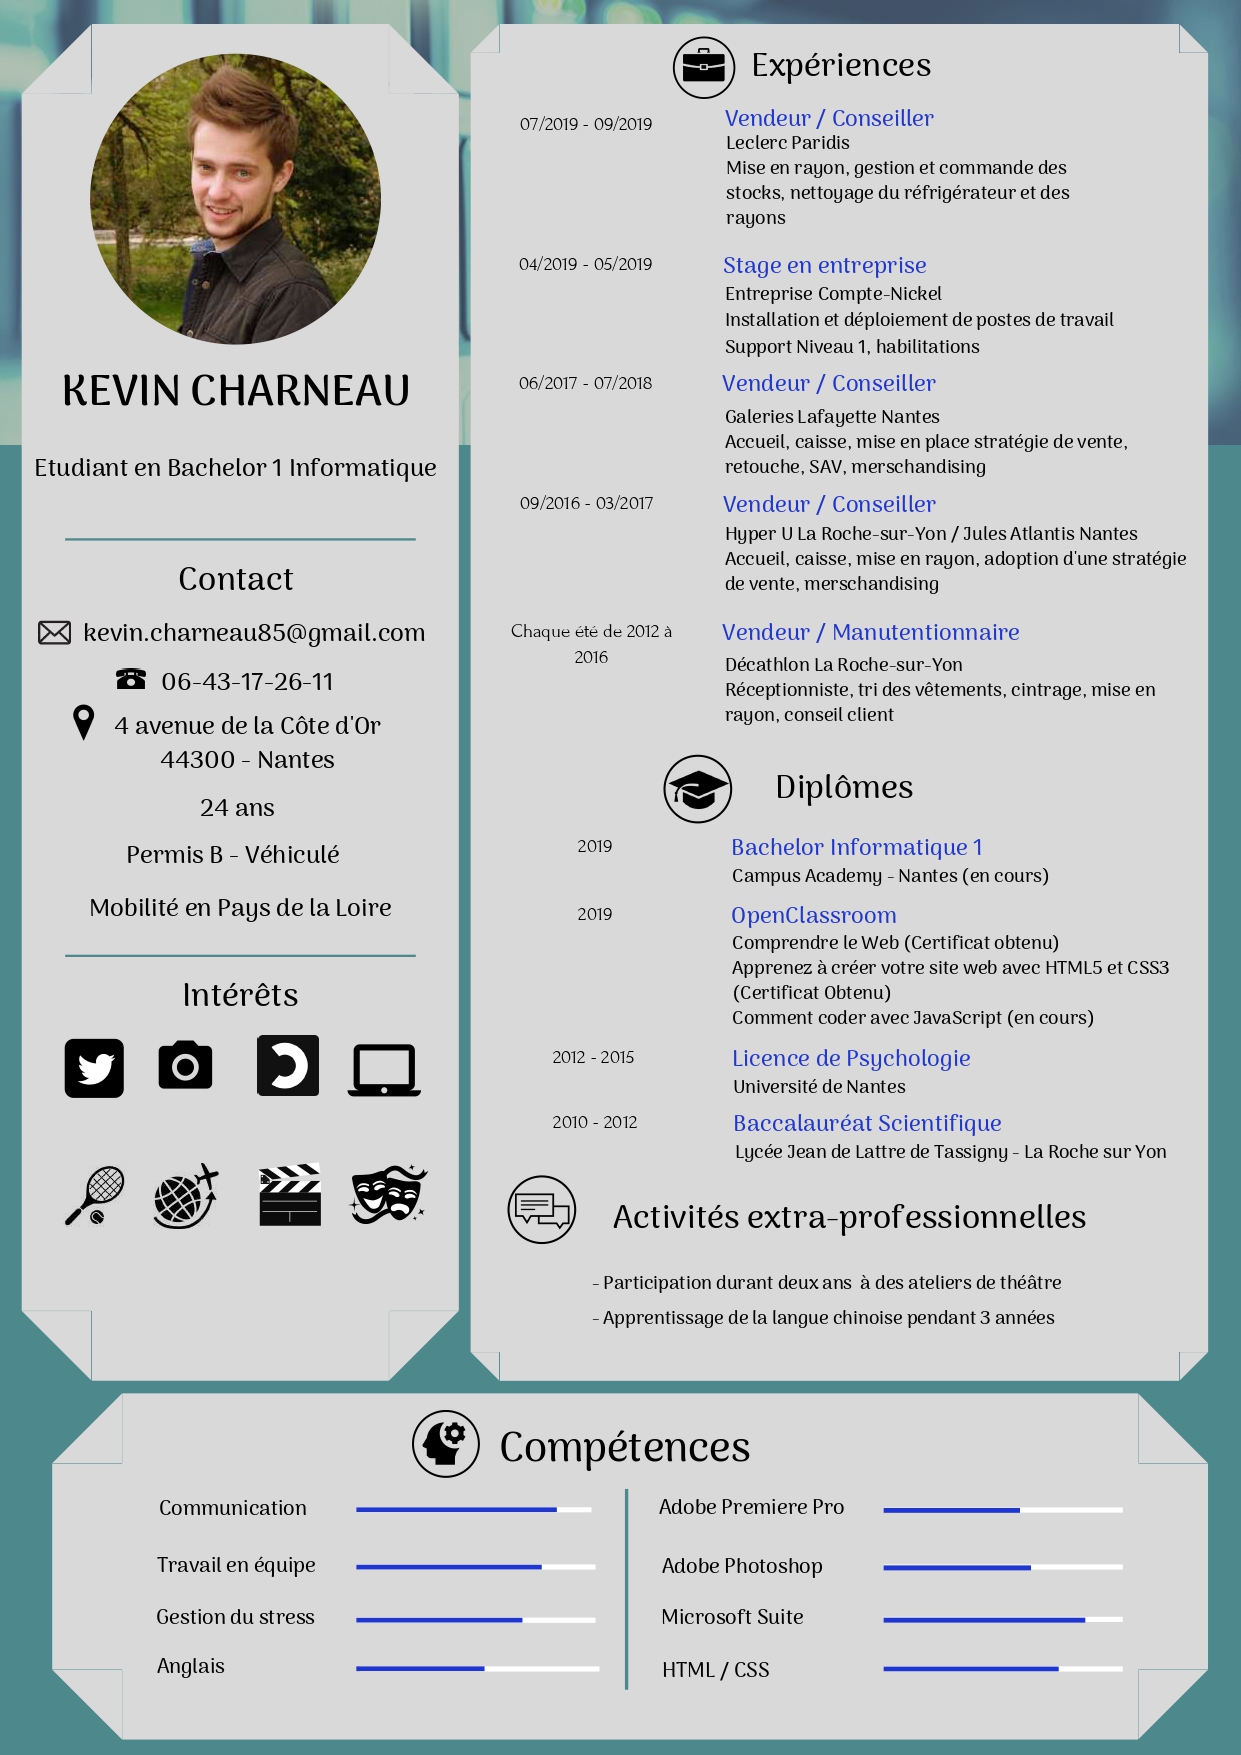 KEVIN CHARNEAU
Etudiant en Bachelor 1 Informatique
Contact
kevin.charneau85@gmail.com
06-43-17-26-11
4 avenue de la Côte d'Or
44300 - Nantes
24 ans
Permis B - Véhiculé
Mobilité en Pays de la Loire
Intérêts
Expériences
07/2019 - 09/2019
Vendeur / Conseiller
Leclerc Paridis
Mise en rayon, gestion et commande des
stocks, nettoyage du réfrigérateur et des
rayons
04/2019 - 05/2019
Stage en entreprise
Entreprise Compte-Nickel
Installation et déploiement de postes de travail
Support Niveau 1, habilitations
06/2017 - 07/2018
Vendeur / Conseiller
Galeries Lafayette Nantes
Accueil, caisse, mise en place stratégie de vente,
retouche, SAV, merschandising
09/2016 - 03/2017
Vendeur / Conseiller
Hyper U La Roche-sur-Yon / Jules Atlantis Nantes
Accueil, caisse, mise en rayon, adoption d'une stratégie
de vente, merschandising
Chaque été de 2012 à
2016
Vendeur / Manutentionnaire
Décathlon La Roche-sur-Yon
Réceptionniste, tri des vêtements, cintrage, mise en
rayon, conseil client
Diplômes
2019
Bachelor Informatique 1
Campus Academy - Nantes (en cours)
2019
OpenClassroom
Comprendre le Web (Certificat obtenu)
Apprenez à créer votre site web avec HTML5 et CSS3
(Certificat Obtenu)
Comment coder avec JavaScript (en cours)
2012 - 2015
Licence de Psychologie
Université de Nantes
2010 - 2012
Baccalauréat Scientifique
Lycée Jean de Lattre de Tassigny - La Roche sur Yon
Activités extra-professionnelles
- Participation durant deux ans  à des ateliers de théâtre
- Apprentissage de la langue chinoise pendant 3 années
Compétences
Communication
Travail en équipe
Gestion du stress
Anglais
Adobe Premiere Pro
Adobe Photoshop
Microsoft Suite
HTML / CSS